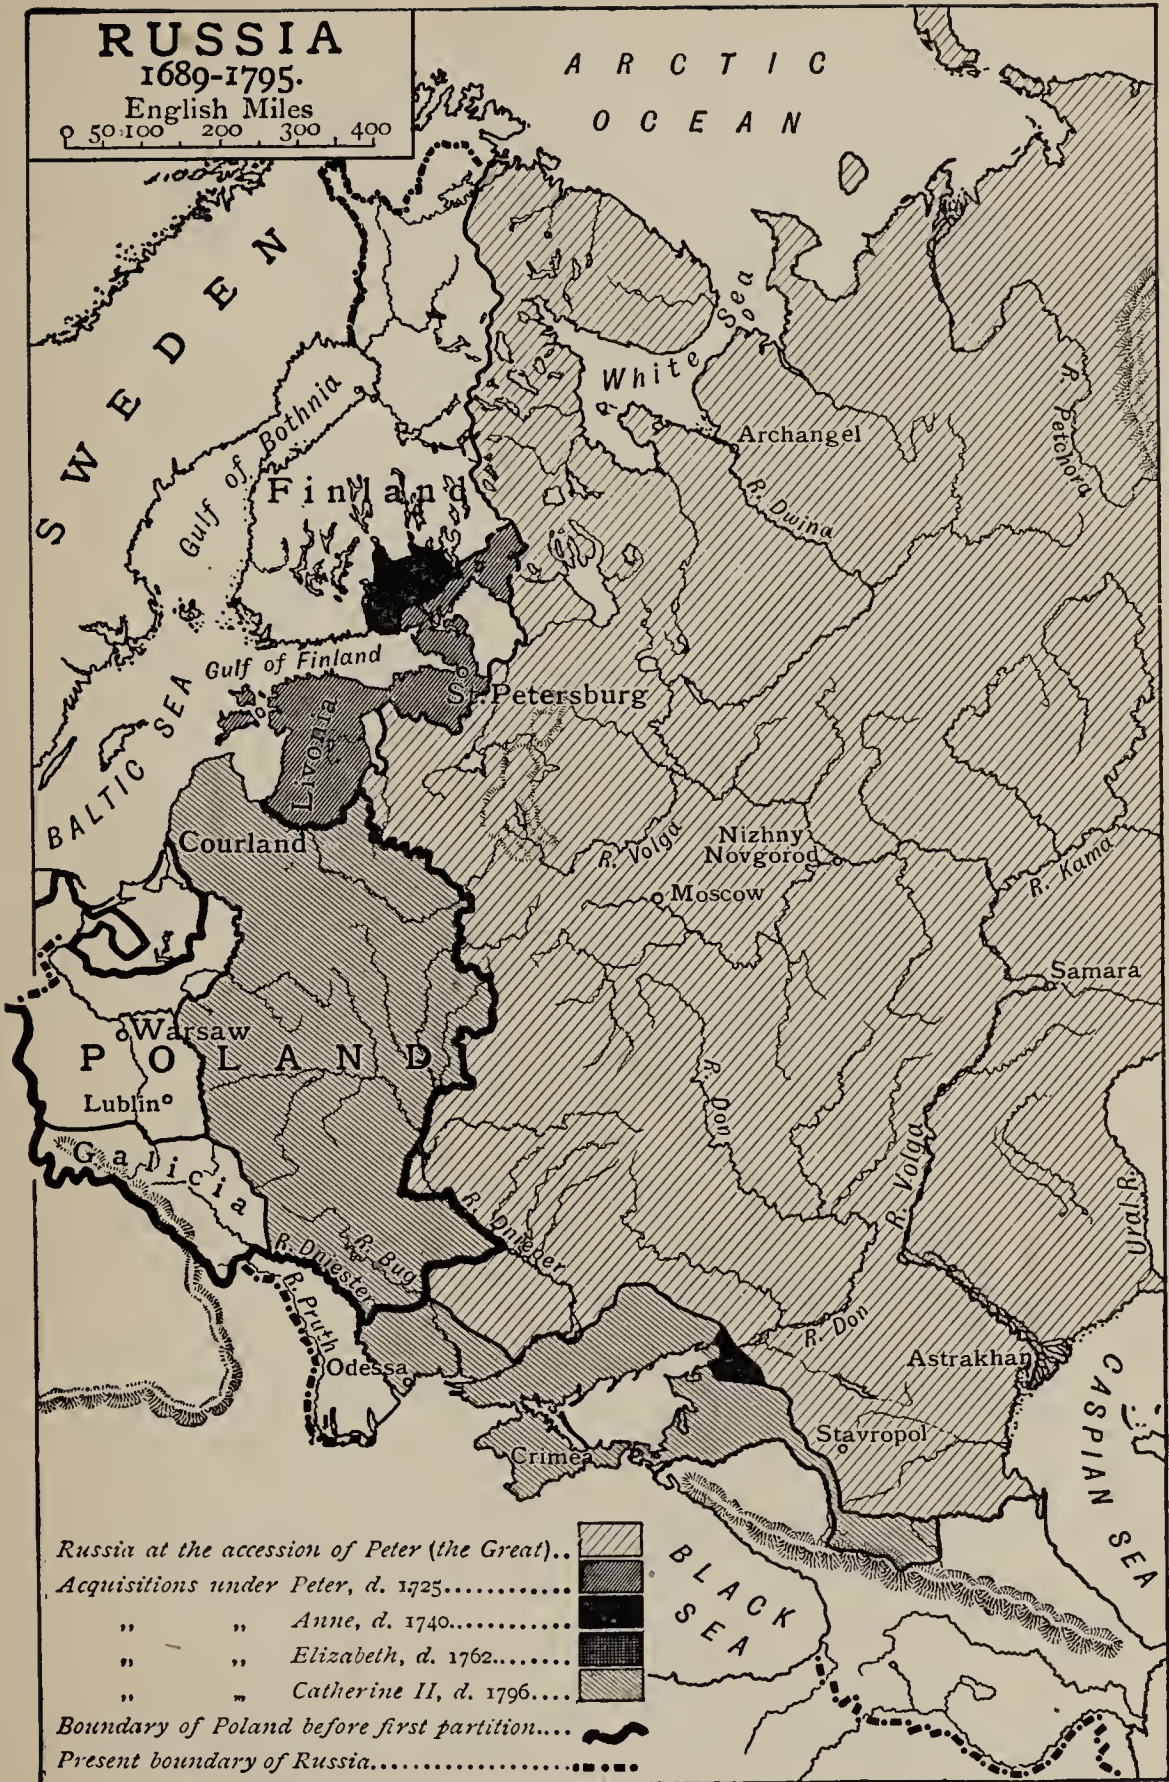 RUSSIA
1689-1795.
English Miles
0 50 100 200 300 400
ARCTIC
OCEAN
SWEDEN
White Sea
R. Petchora
Archangel
Gulf of Bothnia
Finland
R. Dwina
Gulf of Finland
St. Petersburg
BALTIC SEA
Livonia
Courland
R. Volga
Nizhny
Novgorod
R. Kama
Moscow
Samara
Warsaw
POLAND
Lublin
R. Don
Galicia
R. Volga
Ural R.
R. Dnieper
R. Bug
R. Dniester
R. Pruth
R. Don
Odessa
Astrakhan
CASPIAN SEA
Stavropol
Crimea
BLACK
SEA
Russia at the accession of Peter (the Great)..
Acquisitions under Peter, d. 1725............
„ „ Anne, d. 1740............
„ „ Elizabeth, d. 1762........
„ „ Catherine II, d. 1796....
Boundary of Poland before first partition....
Present boundary of Russia.....................